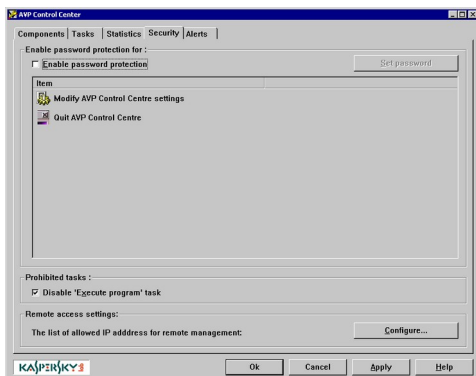 AVP Control Center
Components Tasks Statistics Security Alerts
Enable password protection for :
Enable password protection
Set password
Item
Modify AVP Control Centre settings
Quit AVP Control Centre
Prohibited tasks :
Disable 'Execute program' task
Remote access settings:
The list of allowed IP adddress for remote management:
Configure...
KASPERSKY
Ok Cancel Apply Help